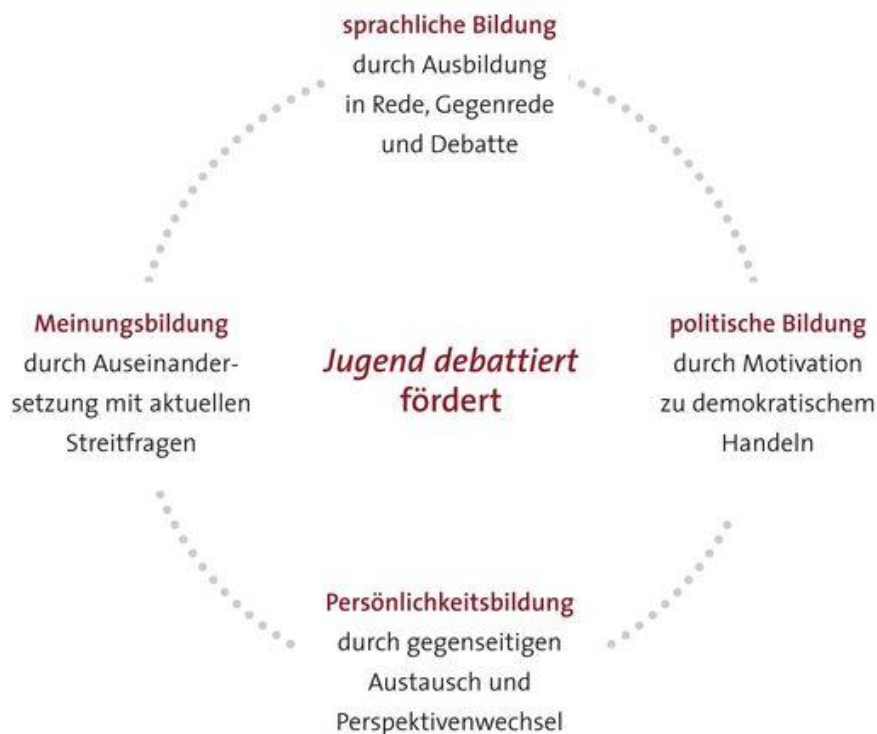 sprachliche Bildung
durch Ausbildung
in Rede, Gegenrede
und Debatte
Meinungsbildung
durch Auseinander-
setzung mit aktuellen
Streitfragen
Jugend debattiert
fördert
politische Bildung
durch Motivation
zu demokratischem
Handeln
Persönlichkeitsbildung
durch gegenseitigen
Austausch und
Perspektivenwechsel